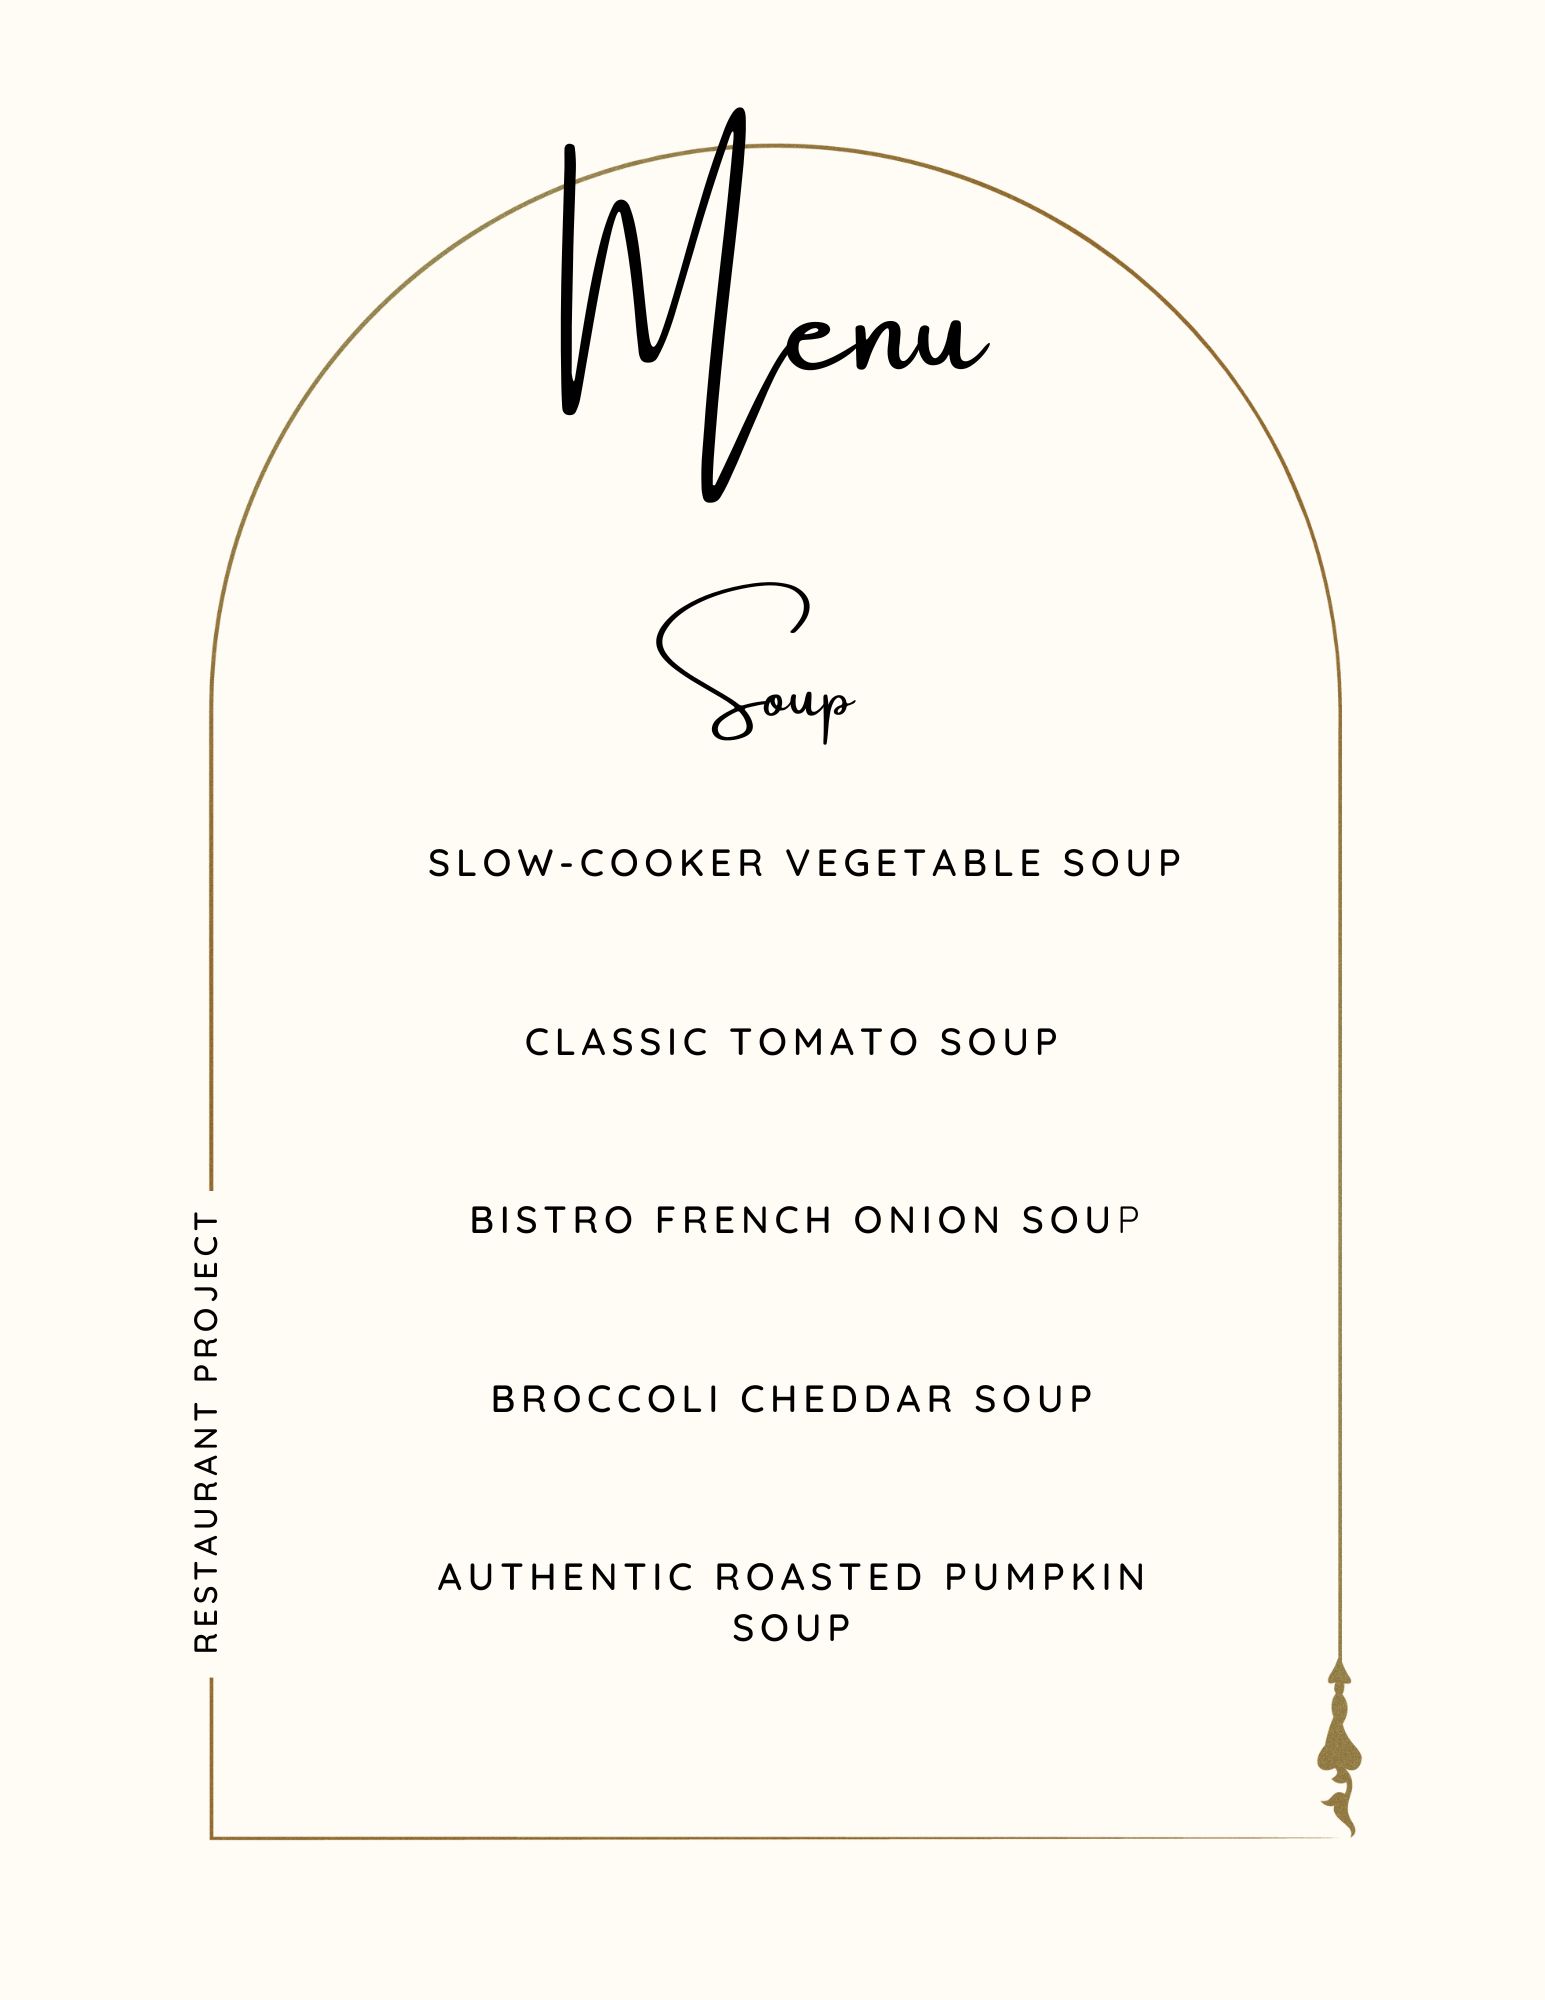 Menu
Soup
SLOW-COOKER VEGETABLE SOUP
CLASSIC TOMATO SOUP
BISTRO FRENCH ONION SOUP
BROCCOLI CHEDDAR SOUP
AUTHENTIC ROASTED PUMPKIN
SOUP
RESTAURANT PROJECT